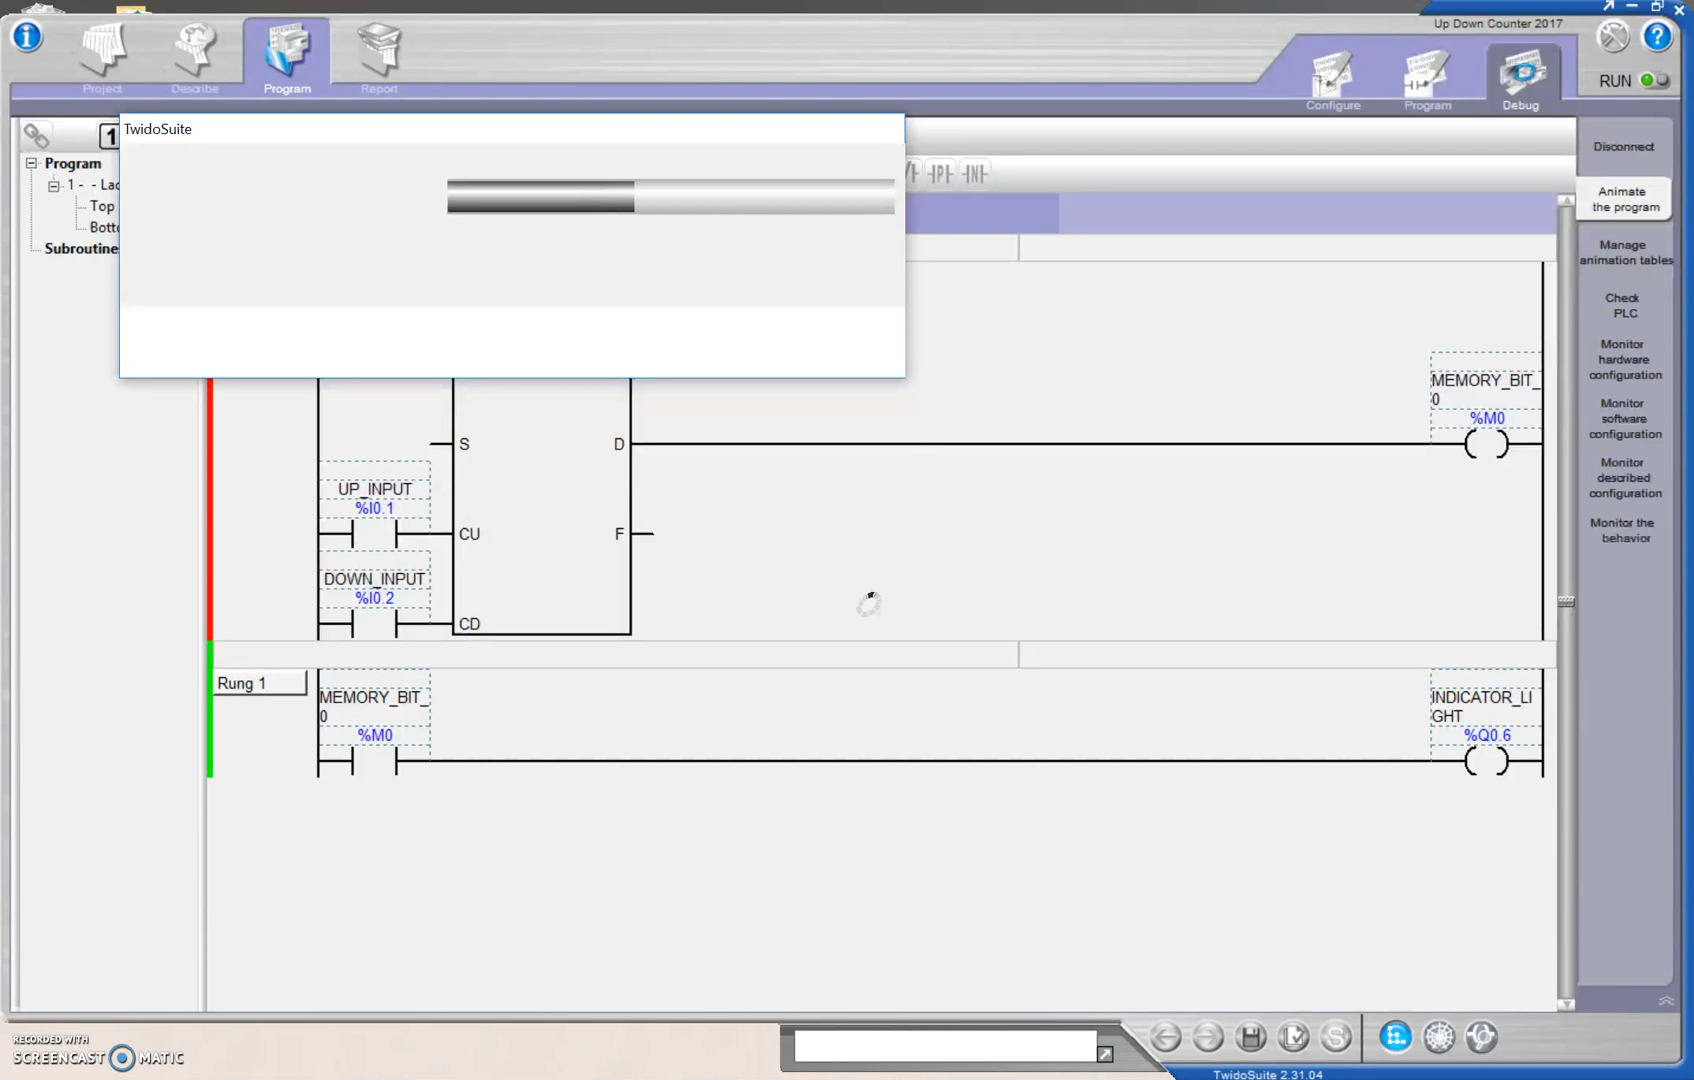 Up Down Counter 2017
Project
Describe
Program
Report
Configure
Program
Debug
RUN
TwidoSuite
1
Program
1 - - Lad
Top
Botto
Subroutine
Disconnect
Animate
the program
Manage
animation tables
Check
PLC
Monitor
hardware
configuration
Monitor
software
configuration
Monitor
described
configuration
Monitor the
behavior
P
N
MEMORY_BIT_
0
%M0
S
D
UP_INPUT
%I0.1
CU
F
DOWN_INPUT
%I0.2
CD
Rung 1
MEMORY_BIT_
0
%M0
INDICATOR_LI
GHT
%Q0.6
RECORDED WITH
SCREENCAST MATIC
TwidoSuite 2.31.04